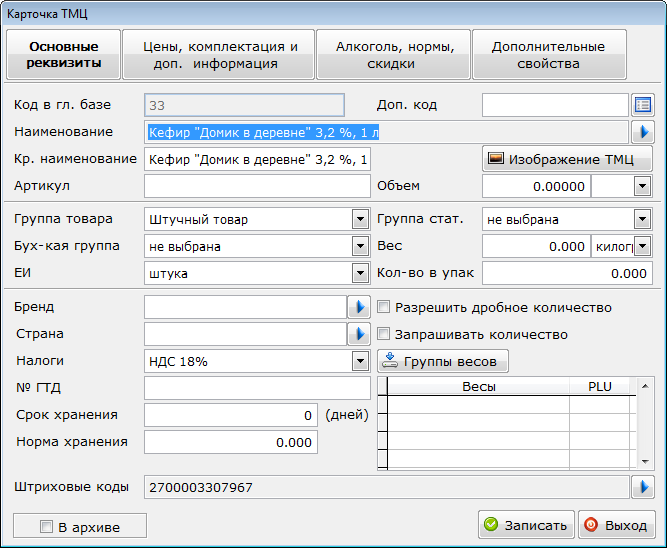 Карточка ТМЦ
Основные реквизиты
Цены, комплектация и доп. информация
Алкоголь, нормы, скидки
Дополнительные свойства
Код в гл. базе 33 Доп. код
Наименование Кефир "Домик в деревне" 3,2 %, 1 л
Кр. наименование Кефир "Домик в деревне" 3,2 %, 1 Изображение ТМЦ
Артикул Объем 0.00000
Группа товара Штучный товар Группа стат. не выбрана
Бух-кая группа не выбрана Вес 0.000 килогр
ЕИ штука Кол-во в упак 0.000
Бренд Разрешить дробное количество
Страна Запрашивать количество
Налоги НДС 18% Группы весов
№ ГТД Весы PLU
Срок хранения 0 (дней)
Норма хранения 0.000
Штриховые коды 2700003307967
В архиве Записать Выход